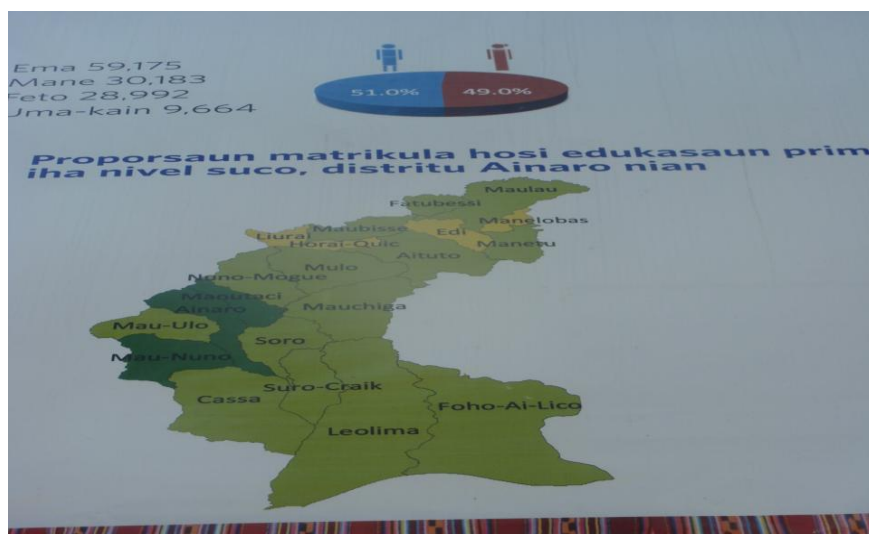 Ema 59,175
Mane 30,183
Feto 28,992
Uma-kain 9,664
51.0% 49.0%
Proporsaun matrikula hosi edukasaun prim
iha nivel suco, distritu Ainaro nian
Maulau
Fatubessi
Manelobas
Maubisse
Edi
Liurai
Horai-Quic
Manetu
Aituto
Mulo
Nuno-Mogue
Maoutaci
Ainaro
Mauchiga
Mau-Ulo
Soro
Mau-Nuno
Suro-Craik
Cassa
Foho-Ai-Lico
Leolima